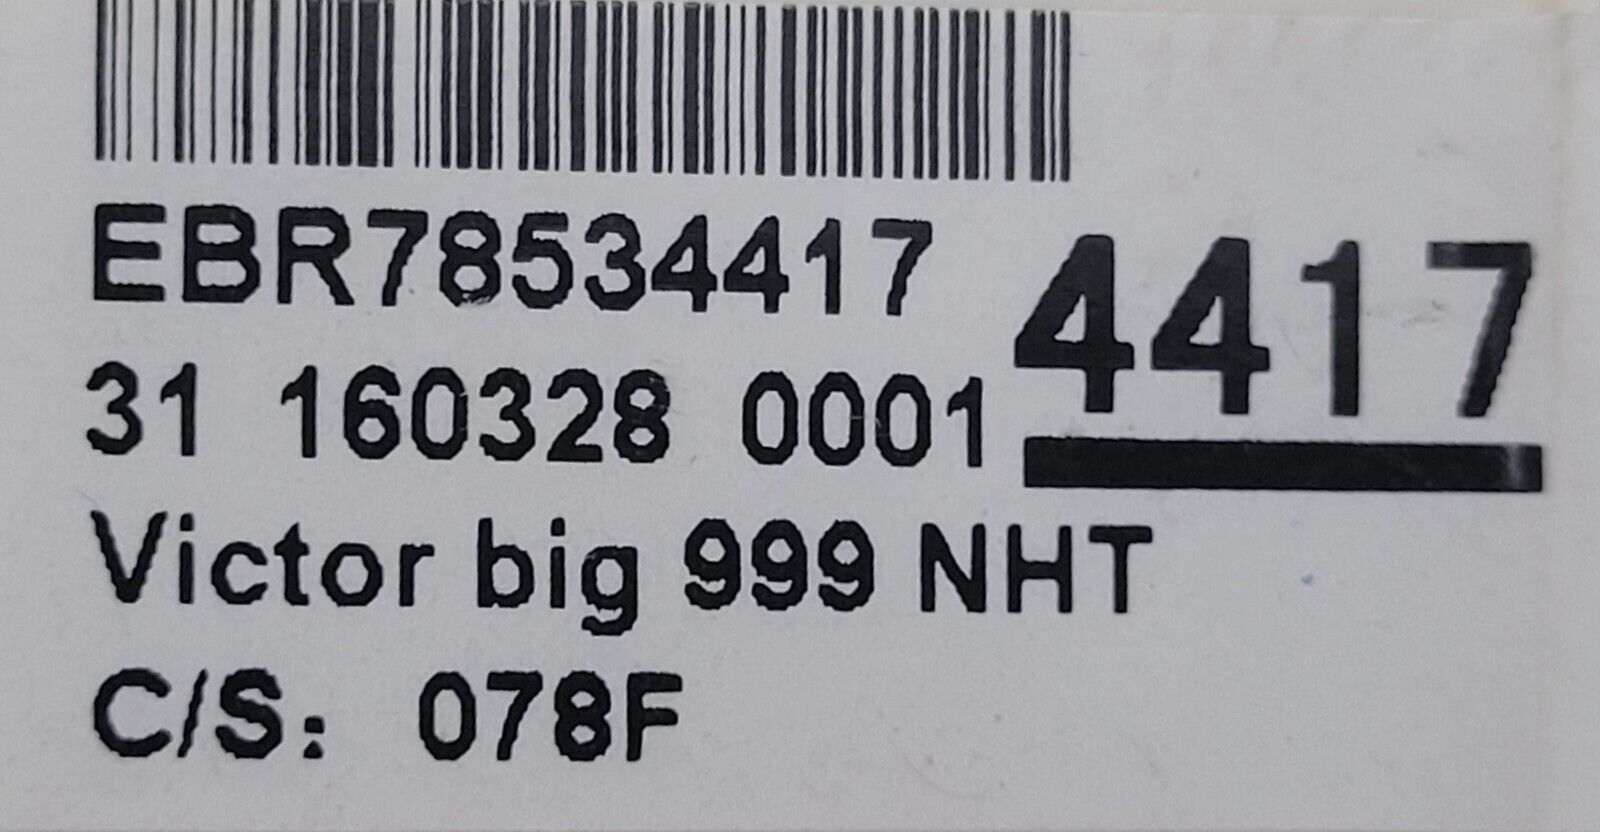 EBR78534417
4417
31 160328 0001
Victor big 999 NHT
C/S: 078F